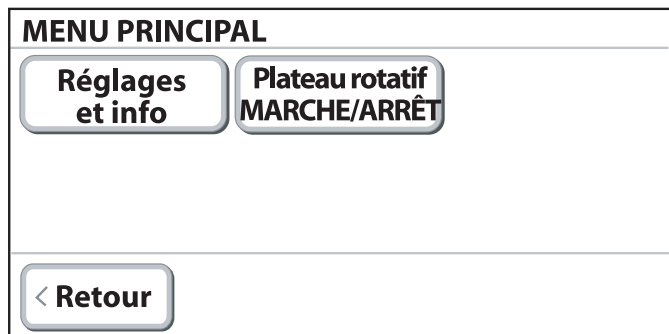 MENU PRINCIPAL
Réglages
et info
Plateau rotatif
MARCHE/ARRÊT
< Retour